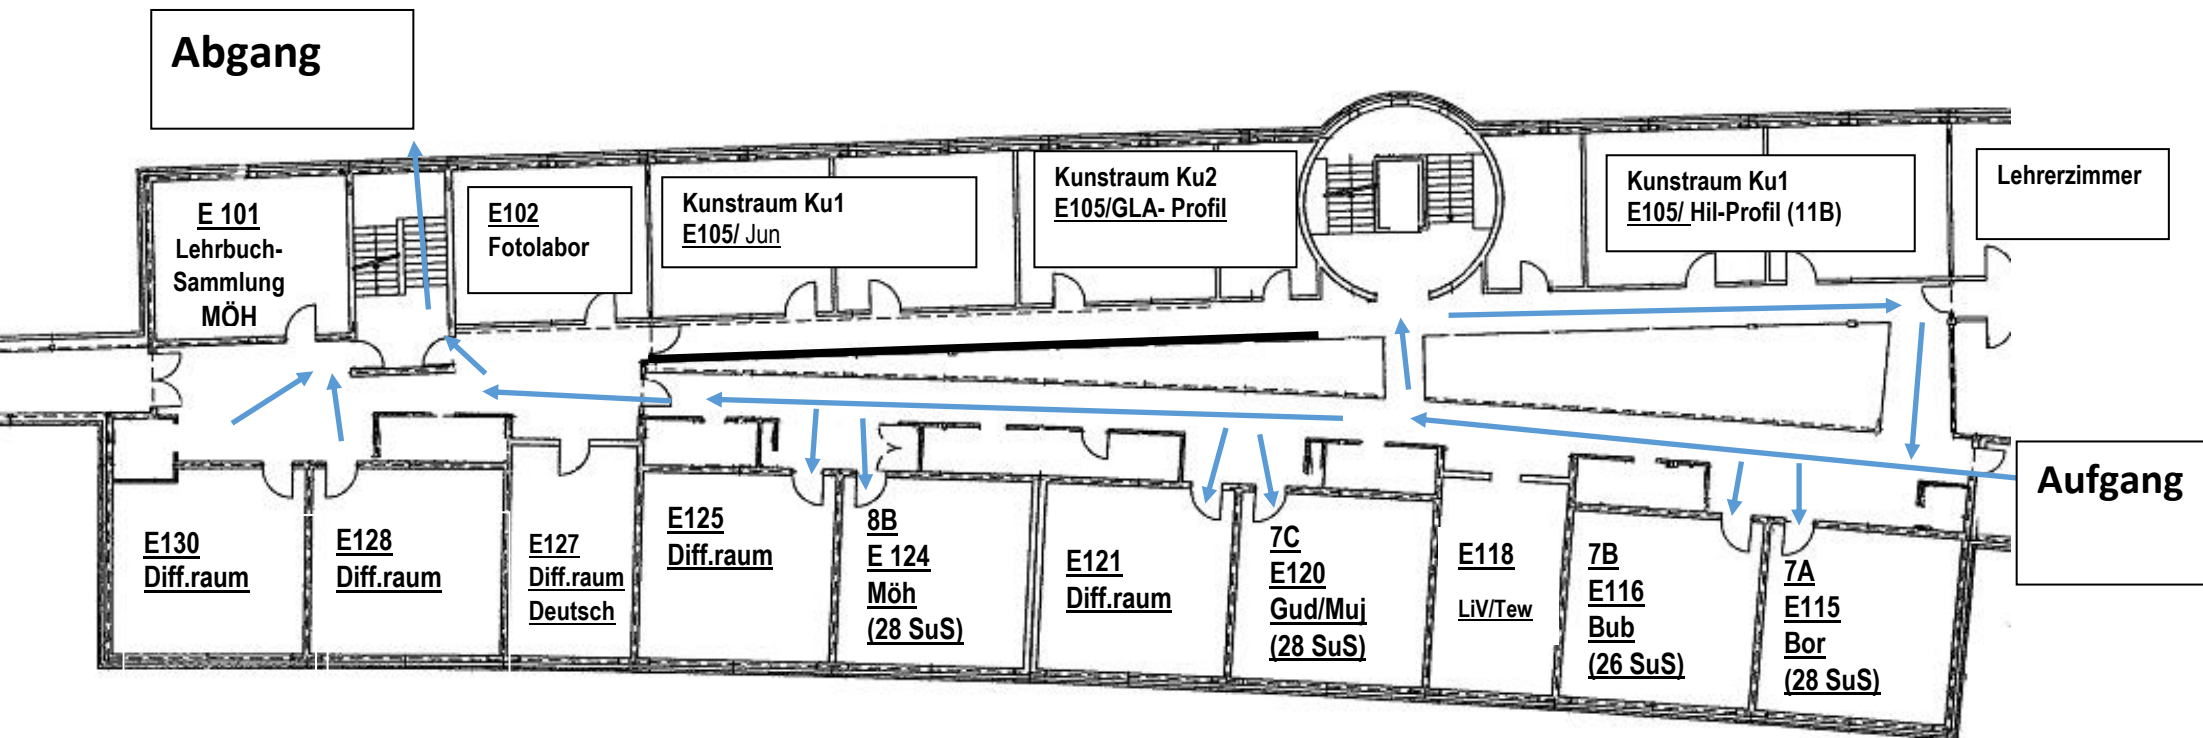 Abgang
E 101
Lehrbuch-
Sammlung
MÖH
E102
Fotolabor
Kunstraum Ku1
E105/ Jun
Kunstraum Ku2
E105/GLA- Profil
Kunstraum Ku1
E105/ Hil-Profil (11B)
Lehrerzimmer
Aufgang
E130
Diff.raum
E128
Diff.raum
E127
Diff.raum
Deutsch
E125
Diff.raum
8B
E 124
Möh
(28 SuS)
E121
Diff.raum
7C
E120
Gud/Muj
(28 SuS)
E118
LiV/Tew
7B
E116
Bub
(26 SuS)
7A
E115
Bor
(28 SuS)